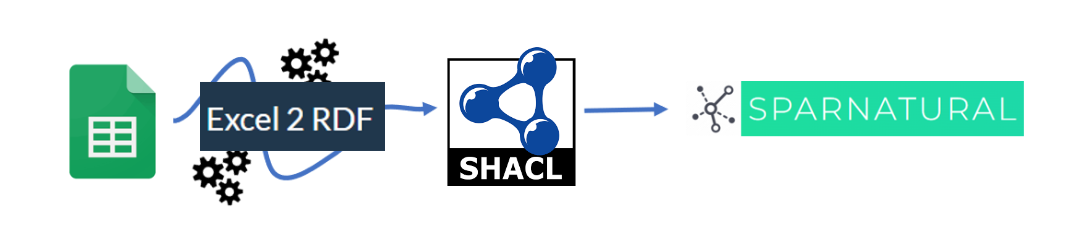 Excel 2 RDF
SHACL
SPARNATURAL